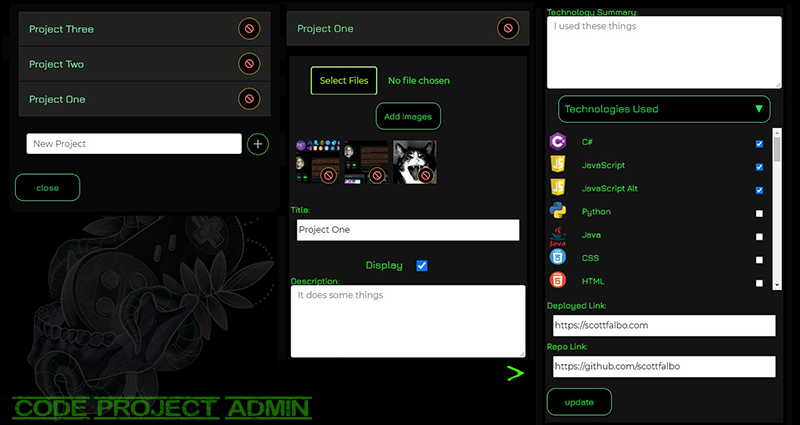 Project Three
Project Two
Project One
New Project
close
Project One
Select Files
No file chosen
Add Images
Title:
Project One
Display
Description:
It does some things
>
CODE PROJECT ADMIN
Technology Summary:
I used these things
Technologies Used
C#
JavaScript
JavaScript Alt
Python
Java
CSS
HTML
Deployed Link:
https://scottfalbo.com
Repo Link:
https://github.com/scottfalbo
update